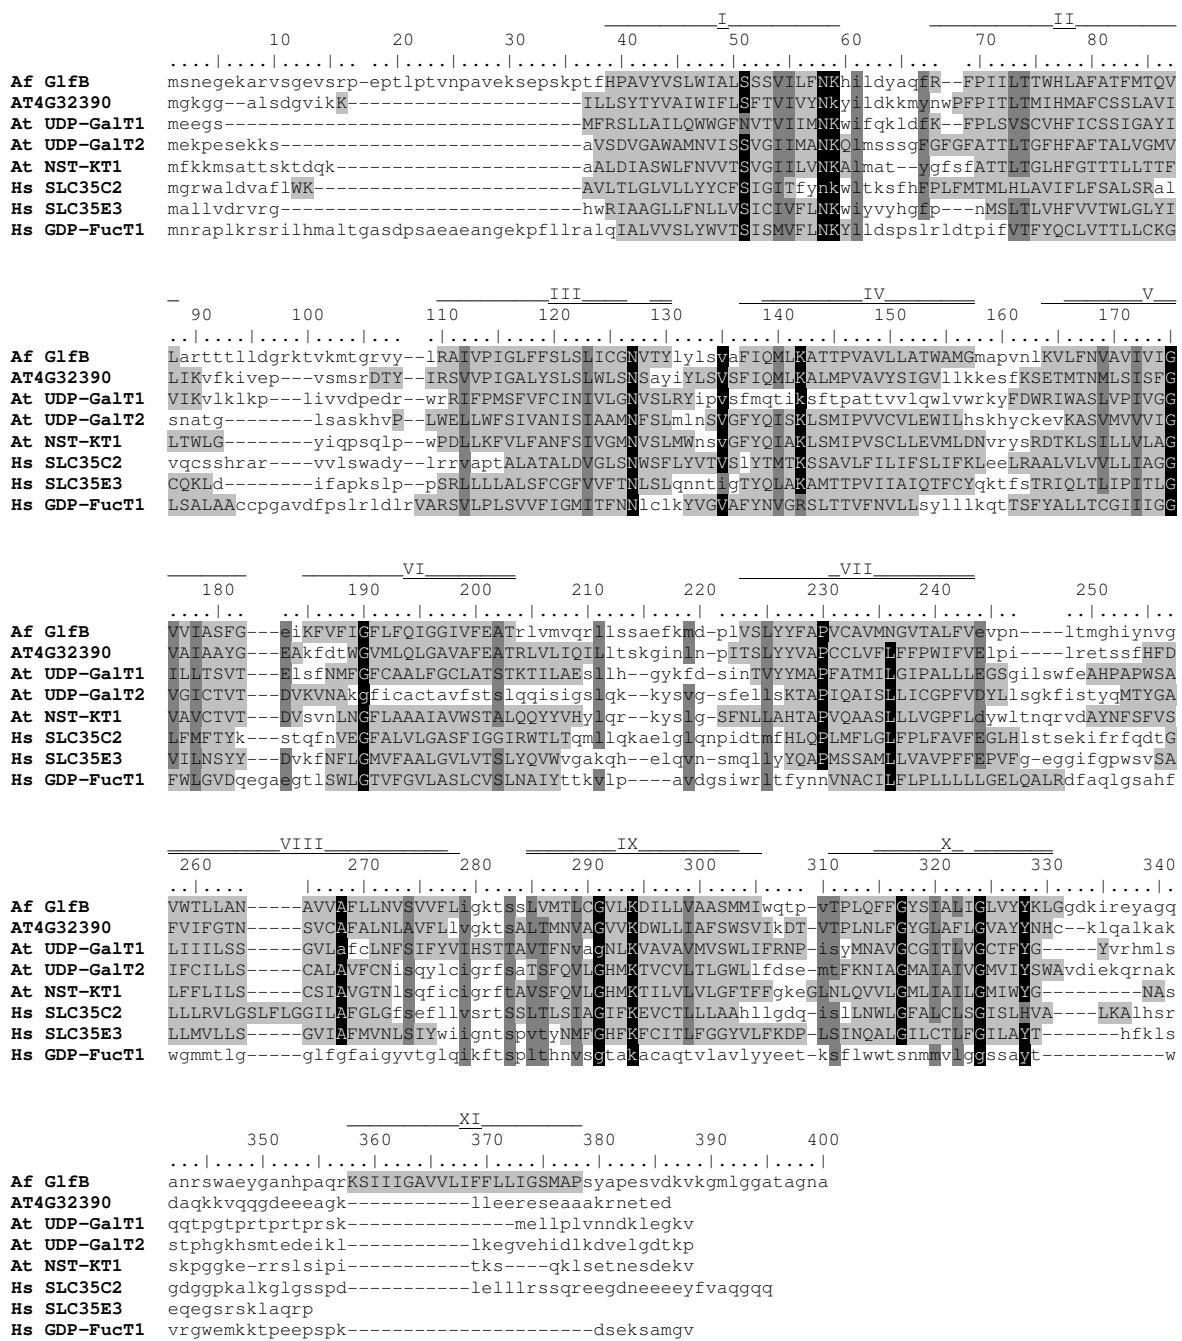 I II
10 20 30 40 50 60 70 80
Af GlfB msnegekarvsgevsrp-eptlptvnpaveksepskptfHPAVYVSLWIALSSSVILFNKhildyaqfR--FPIILTTWHLAFATFMTQV
AT4G32390 mgkgg--alsdgvikK---------------------ILLSYTYVAIWIFLSFTVIVYNKyildkkmynwPFPITLTMIHMAFCSSLAVI
At UDP-GalT1 meegs--------------------------------MFRSLLAILQWWGFNVTVIIMNKwifqkldfK--FPLSVSCVHFICSSIGAYI
At UDP-GalT2 mekpesekks---------------------------aVSDVGAWAMNVISSVGIIMANKQlmsssgFGFGFATTLTGFHFAFTALVGMV
At NST-KT1 mfkkmsattsktdqk----------------------aALDIASWLFNVVTSVGIILVNKAlmat--ygfsfATTLTGLHFGTTTLLTTF
Hs SLC35C2 mgrwaldvaflWK------------------------AVLTLGLVLLYYCFSIGITfynkwltksfhFPLFMTMLHLAVIFLFSALSRal
Hs SLC35E3 mallvdrvrg---------------------------hwRIAAGLLFNLLVSICIVFLNKwiyvyhgfp---nMSLTLVHFVVTWLGLYI
Hs GDP-FucT1 mnraplkrsrilhmaltgasdpsaeaeangekpfllralqIALVVSLYWVTSISMVFLNKYlldspslrldtpifVTFYQCLVTTLLCKG
III IV V
90 100 110 120 130 140 150 160 170
Af GlfB Larttttlldgrktvkmtgrvy--lRAIVPIGLFFSLSLICGNVTYlylsvaFIQMLKATTPVAVLLATWAMGmapvnlKVLFNVAVIVIG
AT4G32390 LIKvfkivep---vsmsrDTY--IRSVVPIGALYSLSLWLSNSayiYLSVSFIQMLKALMPVAVYSIGVllkkesfKSETMTNMLSISFG
At UDP-GalT1 VIKvlklkp--livvdpedr--wrRIFPMSFVFCINIVLGNVSLRYipvsfmqtiksftpattvvlqwlvwrkyFDWRIWASLVPIVGG
At UDP-GalT2 snatg---------lsaskhvP--LWELLWFSIVANISIAAMNFSLmlnSVGFYQISKLSMIPVVCVLEWILhskhyckevKASVMVVVIG
At NST-KT1 LTWLG---------yiqpsqlp--wPDLLKFVLFANFSIVGMNVSLMWNsvgFYQIAKLSMIPVSCLLEVMLDNvrysRDTKLSILLVLAG
Hs SLC35C2 vqcsshrar----vvlswady--lrrvaptALATALDVGLSNWSFLYVTVSlYTMTKSSAVLFILIFSLIFKLeelRAALVLVVLLIAGG
Hs SLC35E3 CQKLd---------ifapkslp--pSRLLLLALSFCGFVVFTNLSLqnntigTYQLAKAMTTPVIIAIQTFCYqktfsTRIQLTLIPITLG
Hs GDP-FucT1 LSALAAccpgavdfpslrldlrVARSVLPLSVVFIGMITFNNlclkYVGVAFYNVGRSLTTVFNVLLsylllkqttSFYALLTCGIIIGG
VI VII
180 190 200 210 220 230 240 250
Af GlfB VVIASFG---eiKFVFIGFLFQIGGIVFEATrlvmvqrllssaefkmd-plVSLYYFAPVCAVMNGVTALFVevpn----ltmghiynvg
AT4G32390 VAIAAYG---EAkfdtWGVMLQLGAVAFEATRLVLIQILltskginln-pITSLYYVAPCCLVFLFFPWIFVElpi----lretssfHFD
At UDP-GalT1 ILLTSVT---ElsfNMFGFCAALFGCLATSTKTILAEsllh--gykfd-sinTVYYMAPFATMILGIPALLLEGSgilswfeAHPAPWSA
At UDP-GalT2 VGICTVT---DVKVNAkgficactavfstslqqisigslqk--kysvg-sfellsKTAPIQAISLLICGPFVDYLlsgkfistyqMTYGA
At NST-KT1 VAVCTVT---DVsvnLNGFLAAAIAVWSTALQQYYVHylqr--kyslg-SFNLLAHTAPVQAASLLLVGPFLdywltnqrvdAYNFSFVS
Hs SLC35C2 LFMFTYk----stqfnVEGFALVLGASFIGGIRWTLTqmllqkaelglqnpidtmfHLQPLMFLGLFPLFAVFEGLHlstsekifrfqdtG
Hs SLC35E3 VILNSYY---DvkfNFLGMVFAALGVLVTSLYQVWvgakqh--elqvn-smqllyYQAPMSSAMLLVAVPFFEPVFg-eggifgpwsvSA
Hs GDP-FucT1 FWLGVDqegaegtlSWLGTVFGVLASLCVSLNAIYttkvlp----avdgsiwrltfynnVNACILFLPLLLLLGELQALRdfaqlgsahf
VIII IX X
260 270 280 290 300 310 320 330 340
Af GlfB VWTLLAN-----AVVAFLLNVSVVFLigktssLVMTLCGVLKDILLVAASMMIwqtp-vTPLQFFGYSIALIGLVYYKLGgdkireyagq
AT4G32390 FVIFGTN-----SVCAFALNLAVFLlvgktsALTMNVAGVVKDWLLIAFSWSVIKDT-VTPLNLFGYGLAFLGVAYYNHc--klqalkak
At UDP-GalT1 LIIILSS-----GVLafclNFSIFYVIHSTTAVTFNvagNLKVAVAVMVSWLIFRNP-isyMNAVGCGITIVGCTFYG-----Yvrhmls
At UDP-GalT2 IFCILLS-----CALAVFCNisqylcigrfsaTSFQVLGHMKTVCVLTLGWLlfdse-mtFKNIAGMAIAIVGMVIYSWAvdiekqrnak
At NST-KT1 LFFLILS-----CSIAVGTNlsqficigrftAVSFQVLGHMKTILVLVLGFTFFgkeGLNLQVVLGMLIAILGMIWYG--------NAs
Hs SLC35C2 LLLRVLGSLFLGGILAFGLGfsefllvsrtSSLTLSIAGIFKEVCTLLLAAhllgdq-isllNWLGFALCLSGISLHVA----LKAlhsr
Hs SLC35E3 LLMVLLS-----GVIAFMVNLSIYwiigntspvtyNMFGHFKFCITLFGGYVLFKDP-LSINQALGILCTLFGILAYT-------hfkls
Hs GDP-FucT1 wgmmtlg-----glfgfaigyvtglqikftsplthnvsgtakacaqtvlavlyyeet-ksflwwtsnmmvlggssayt-----------w
XI
350 360 370 380 390 400
Af GlfB anrswaeyganhpaqrKSIIIGAVVLIFFLLIGSMAPsyapesvdkvkgmlggatagna
AT4G32390 daqkkvqqgdeeeagk-----------lleereseaaakrneted
At UDP-GalT1 qqtpgtprtprtprsk---------------mellplvnndklegkv
At UDP-GalT2 stphgkhsmtedeikl-----------lkegvehidlkdvelgdtkp
At NST-KT1 skpggke-rrslsipi-----------tks---qklsetnesdekv
Hs SLC35C2 gdggpkalkglgsspd-----------lelllrssqreegdneeeeyfvaqgqq
Hs SLC35E3 eqegsrsklaqrp
Hs GDP-FucT1 vrgwemkktpeepspk----------------------dseksamgv